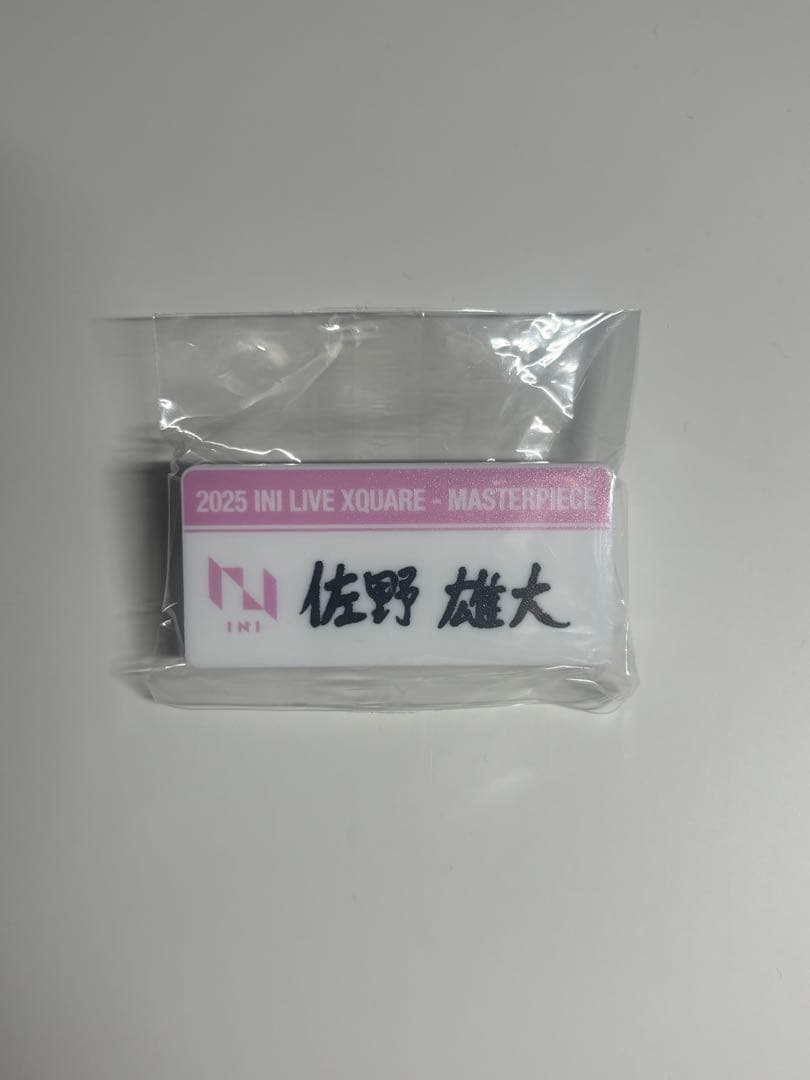 2025 INI LIVE XQUARE - MASTERPIECE
佐野 雄大
INI